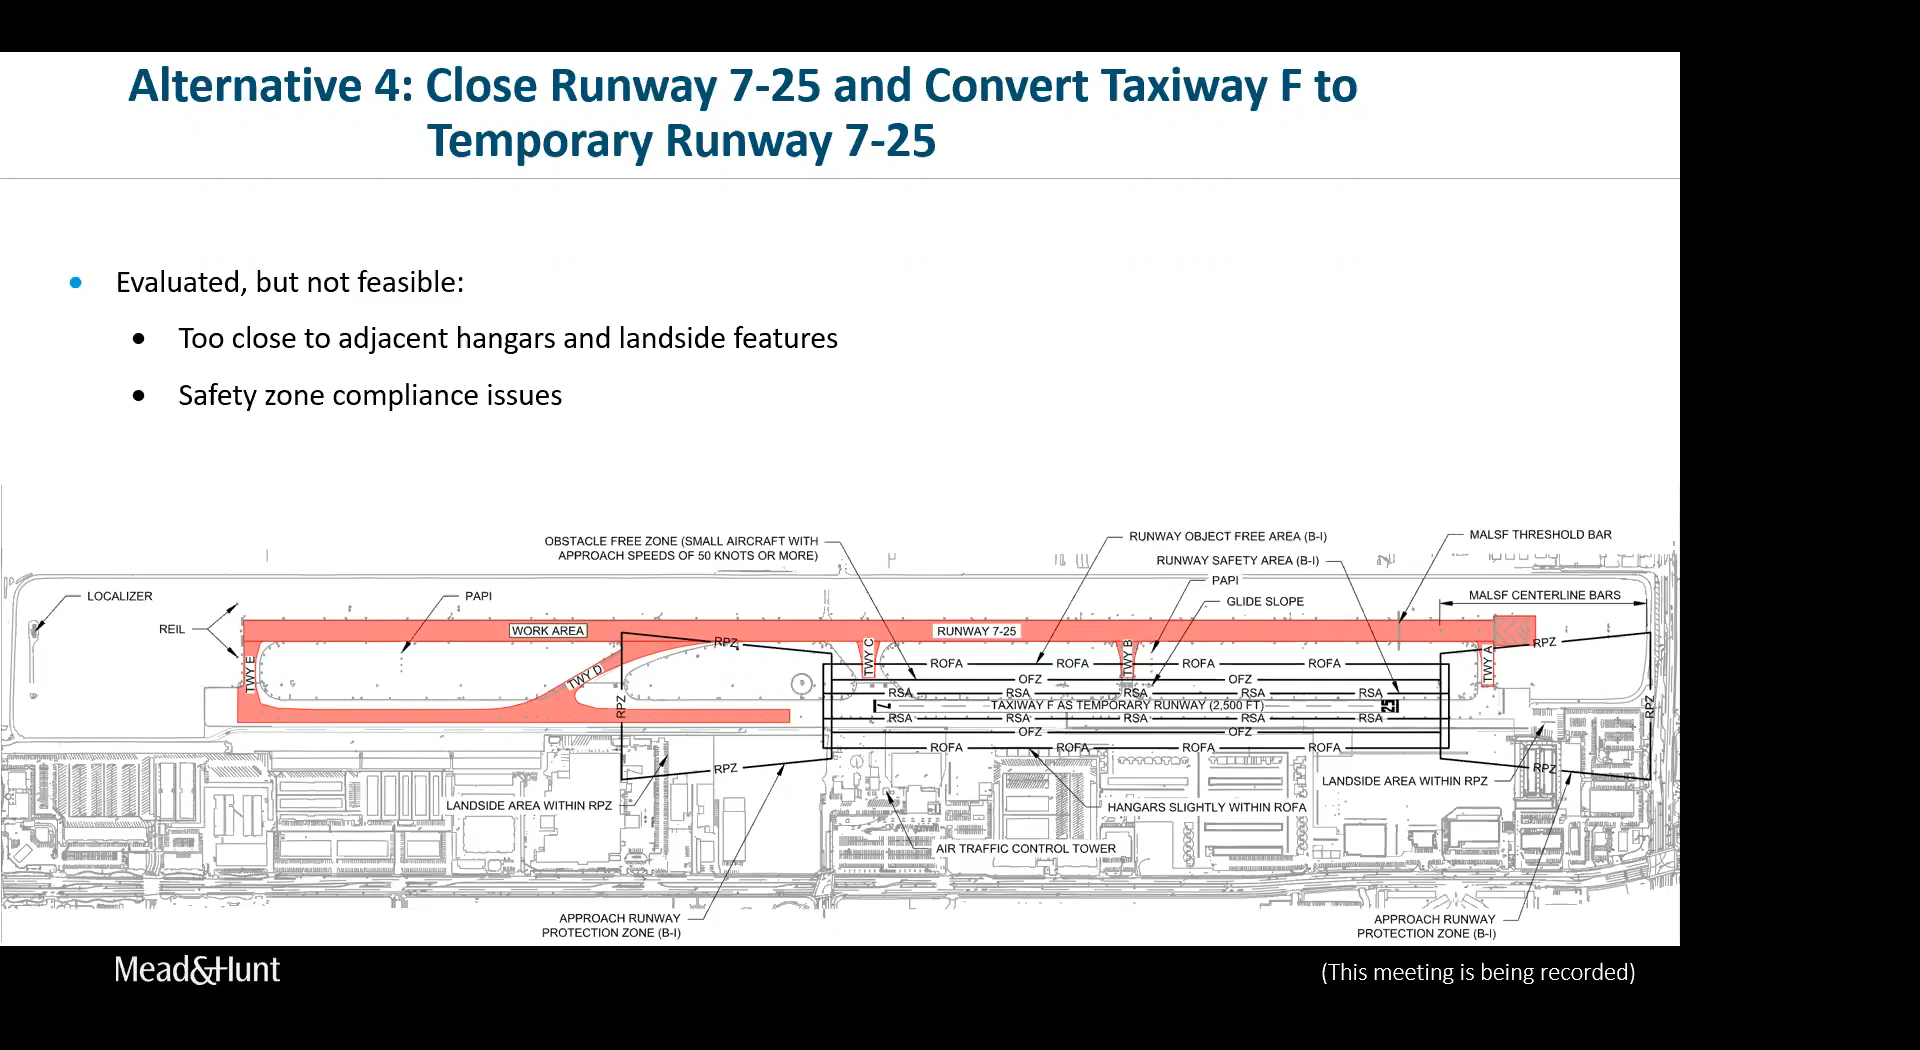 Alternative 4: Close Runway 7-25 and Convert Taxiway F to
Temporary Runway 7-25
Evaluated, but not feasible:
Too close to adjacent hangars and landside features
Safety zone compliance issues
OBSTACLE FREE ZONE (SMALL AIRCRAFT WITH
APPROACH SPEEDS OF 50 KNOTS OR MORE)
RUNWAY OBJECT FREE AREA (B-I)
MALSF THRESHOLD BAR
RUNWAY SAFETY AREA (B-I)
PAPI
LOCALIZER
PAPI
GLIDE SLOPE
MALSF CENTERLINE BARS
REIL
WORK AREA
RUNWAY 7-25
RPZ
RPZ
TWY E
TWY D
TWY C
TWY B
TWY A
ROFA ROFA ROFA ROFA
OFZ OFZ
RSA RSA RSA RSA RSA
RPZ
7
TAXIWAY F AS TEMPORARY RUNWAY (2,500 FT)
25
RPZ
RSA RSA RSA RSA RSA
OFZ OFZ
ROFA ROFA ROFA ROFA
RPZ
RPZ
LANDSIDE AREA WITHIN RPZ
LANDSIDE AREA WITHIN RPZ
HANGARS SLIGHTLY WITHIN ROFA
AIR TRAFFIC CONTROL TOWER
APPROACH RUNWAY
PROTECTION ZONE (B-I)
APPROACH RUNWAY
PROTECTION ZONE (B-I)
Mead&Hunt
(This meeting is being recorded)